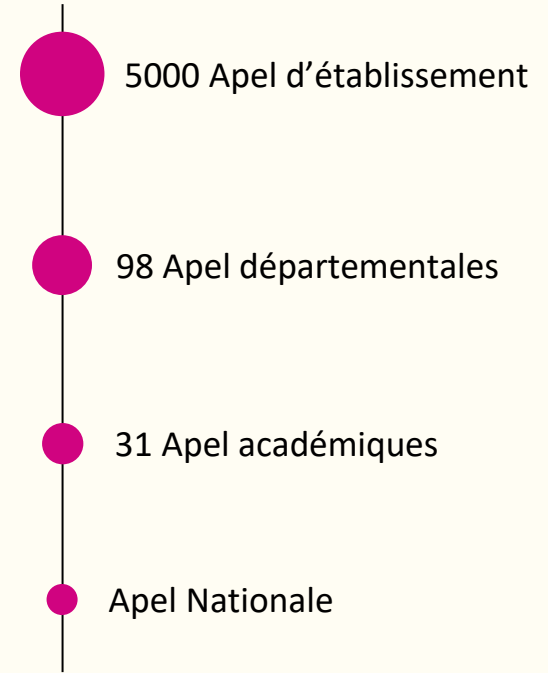 5000 Apel d’établissement
98 Apel départementales
31 Apel académiques
Apel Nationale